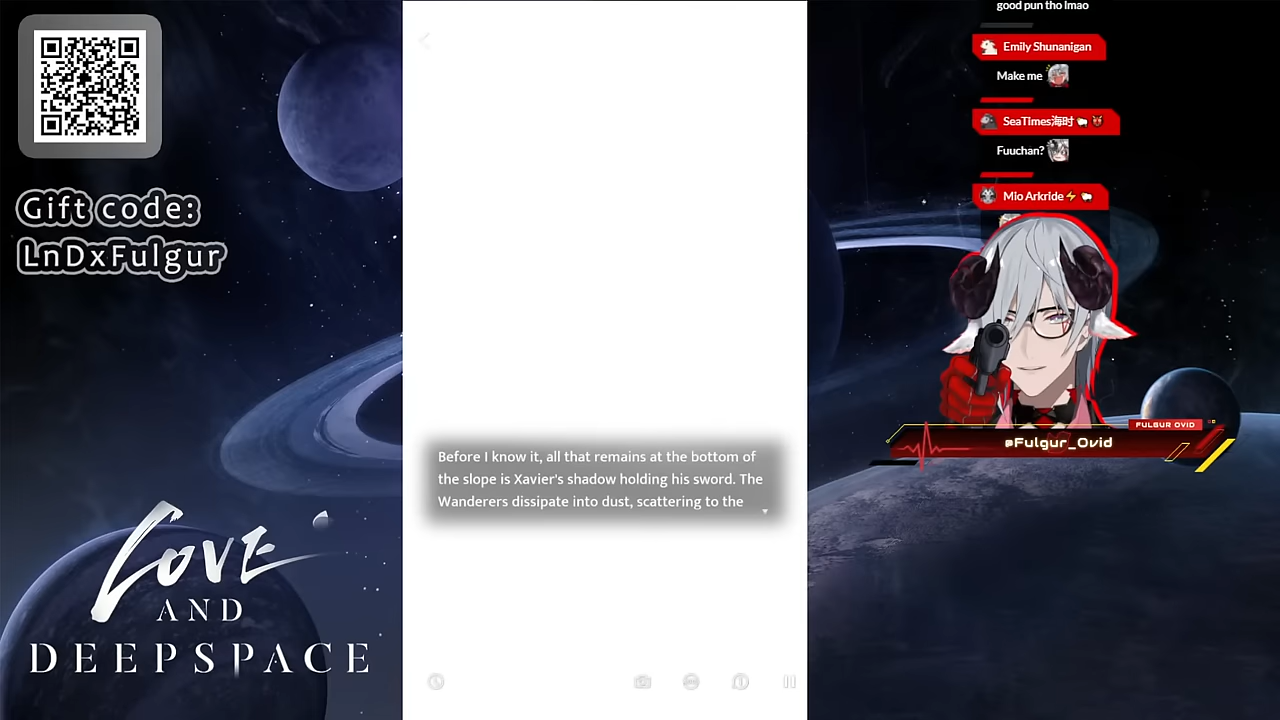 Gift code:
LnDxFulgur
LOVE
AND
DEEPSPACE
Before I know it, all that remains at the bottom of
the slope is Xavier's shadow holding his sword. The
Wanderers dissipate into dust, scattering to the
good pun tho lmao
Emily Shunanigan
Make me
SeaTimes海时
Fuuchan?
Mio Arkride
FULGUR OVID
@Fulgur_Ovid